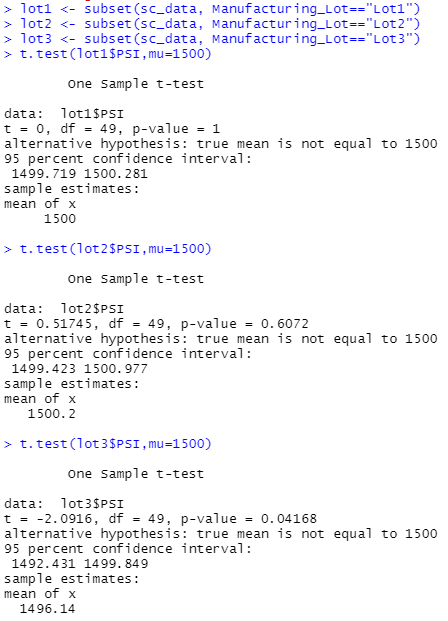 > lot1 <- subset(sc_data, Manufacturing_Lot=="Lot1")
> lot2 <- subset(sc_data, Manufacturing_Lot=="Lot2")
> lot3 <- subset(sc_data, Manufacturing_Lot=="Lot3")
> t.test(lot1$PSI,mu=1500)
One Sample t-test
data:  lot1$PSI
t = 0, df = 49, p-value = 1
alternative hypothesis: true mean is not equal to 1500
95 percent confidence interval:
1499.719 1500.281
sample estimates:
mean of x
1500
> t.test(lot2$PSI,mu=1500)
One Sample t-test
data:  lot2$PSI
t = 0.51745, df = 49, p-value = 0.6072
alternative hypothesis: true mean is not equal to 1500
95 percent confidence interval:
1499.423 1500.977
sample estimates:
mean of x
1500.2
> t.test(lot3$PSI,mu=1500)
One Sample t-test
data:  lot3$PSI
t = -2.0916, df = 49, p-value = 0.04168
alternative hypothesis: true mean is not equal to 1500
95 percent confidence interval:
1492.431 1499.849
sample estimates:
mean of x
1496.14